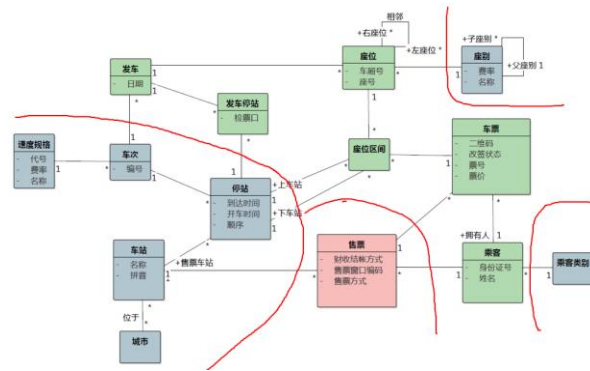 相邻
+右座位 *
+左座位 *
座位
车厢号
座号
+子座别 *
+父座别 1
座别
费率
名称
发车
日期
发车停站
检票口
速度规格
代号
费率
名称
车次
编号
停站
到达时间
开车时间
顺序
+上车站
+下车站
座位区间
车票
二维码
改签状态
票号
票价
+拥有人
车站
名称
拼音
+售票车站
位于
城市
售票
售票窗口编码
售票方式
乘客
身份证号
姓名
乘客类别